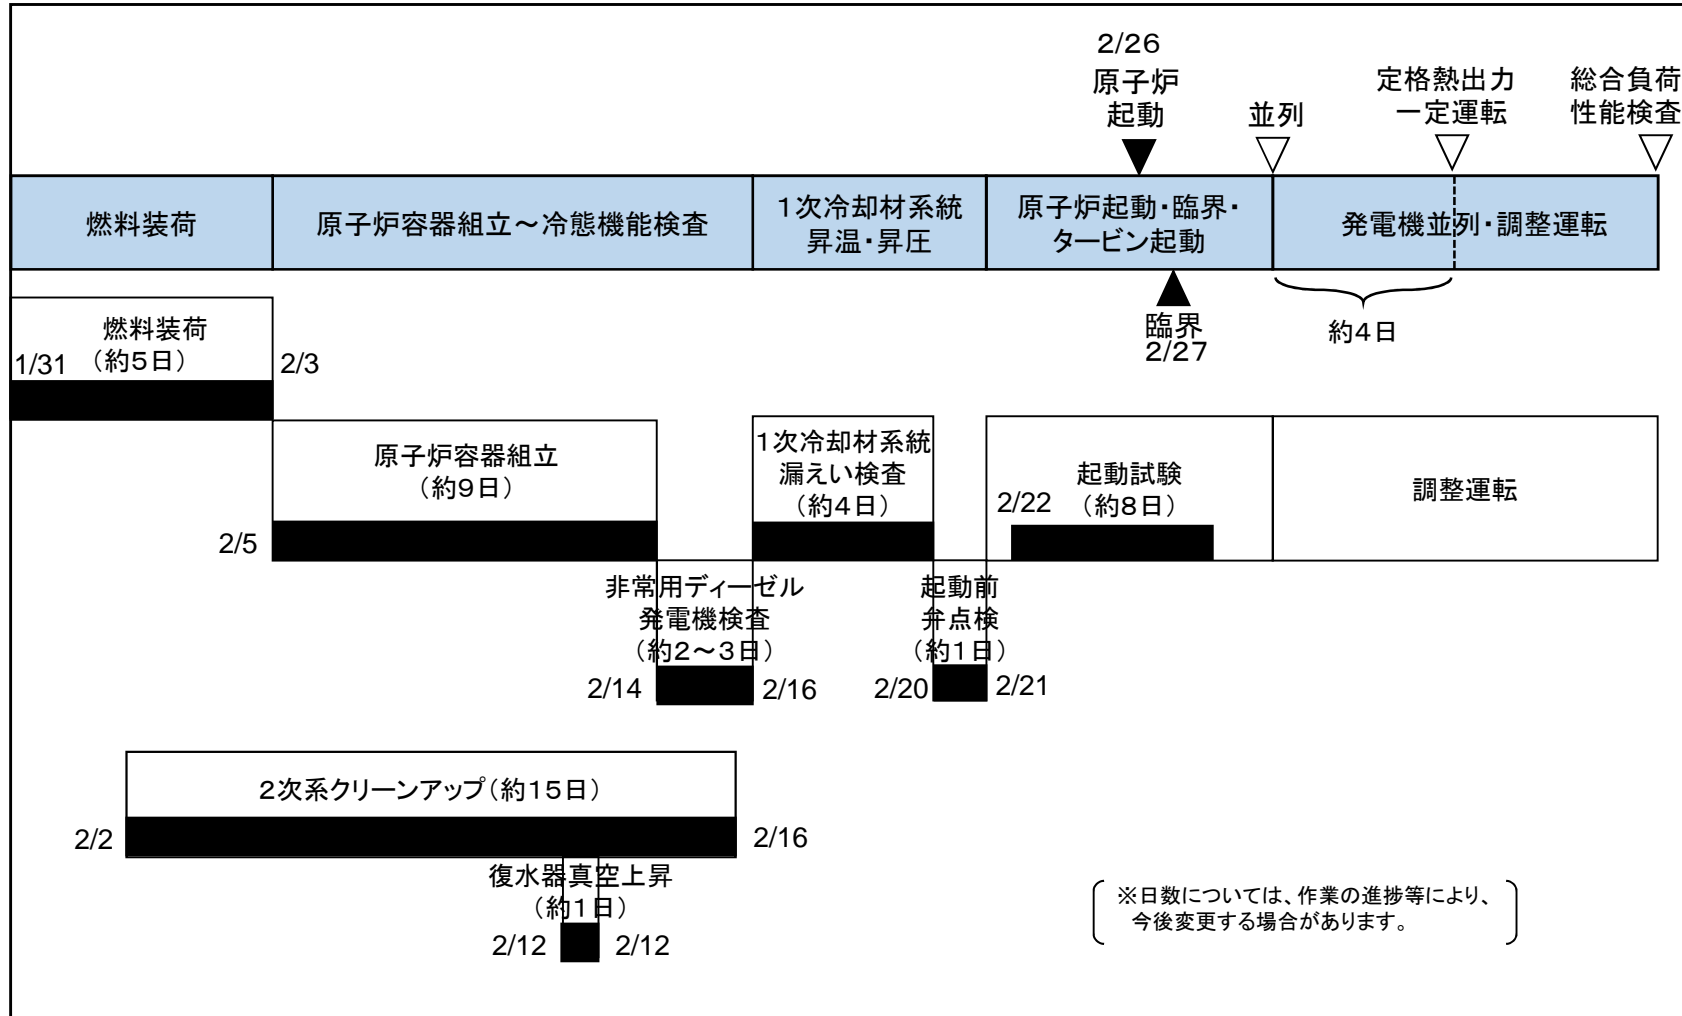 2/26
原子炉
起動
並列
定格熱出力
一定運転
総合負荷
性能検査
燃料装荷
原子炉容器組立～冷態機能検査
1次冷却材系統
昇温・昇圧
原子炉起動・臨界・
タービン起動
発電機並列・調整運転
臨界
2/27
約4日
燃料装荷
（約5日）
1/31
2/3
原子炉容器組立
（約9日）
2/5
1次冷却材系統
漏えい検査
（約4日）
起動試験
（約8日）
2/22
調整運転
非常用ディーゼル
発電機検査
（約2～3日）
2/14
2/16
起動前
弁点検
（約1日）
2/20
2/21
2次系クリーンアップ（約15日）
2/2
2/16
復水器真空上昇
（約1日）
2/12
2/12
※日数については、作業の進捗等により、
今後変更する場合があります。